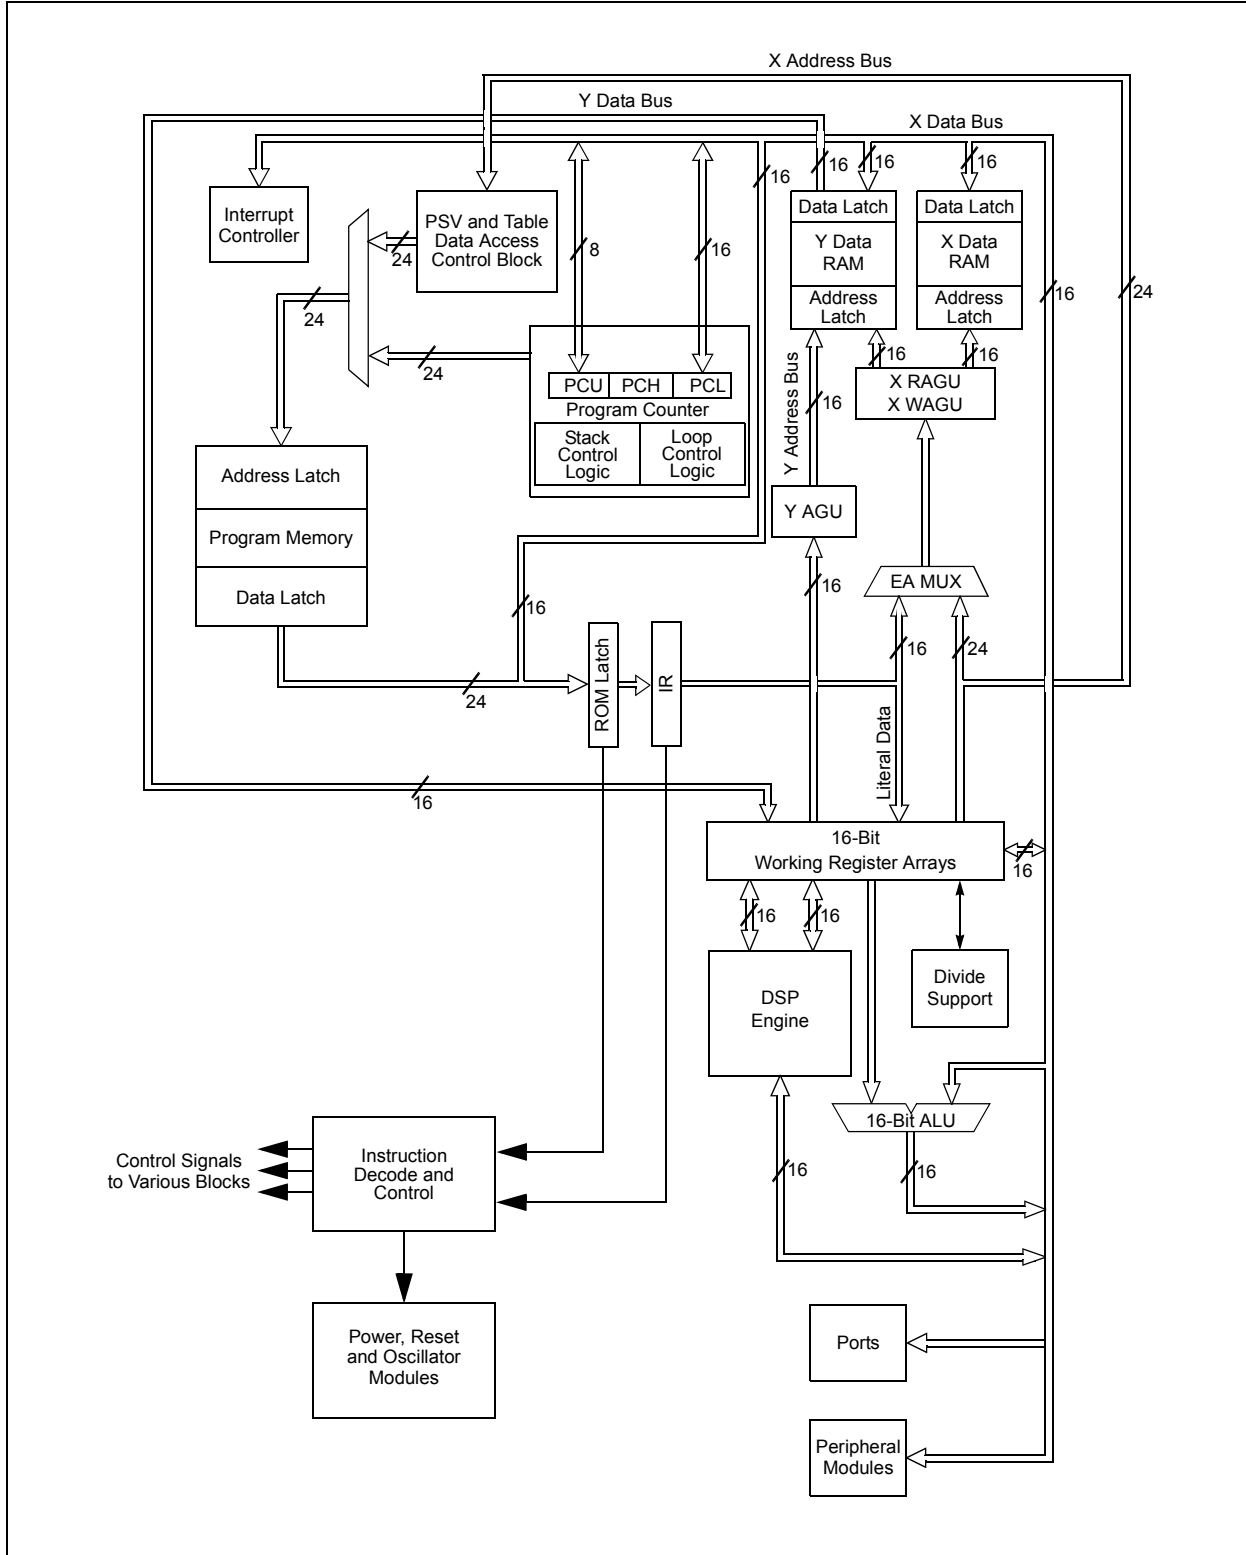 X Address Bus
Y Data Bus
X Data Bus
16
16
16
16
Interrupt
Controller
PSV and Table
Data Access
Control Block
24
8
16
Data Latch
Y Data
RAM
Address
Latch
Data Latch
X Data
RAM
Address
Latch
16
24
24
24
16
16
X RAGU
X WAGU
PCU
PCH
PCL
Program Counter
Stack
Control
Logic
Loop
Control
Logic
Y Address Bus
16
Address Latch
Program Memory
Data Latch
Y AGU
16
EA MUX
16
16
24
24
ROM Latch
IR
Literal Data
16
16-Bit
Working Register Arrays
16
16
16
DSP
Engine
Divide
Support
16-Bit ALU
16
16
Control Signals
to Various Blocks
Instruction
Decode and
Control
Power, Reset
and Oscillator
Modules
Ports
Peripheral
Modules